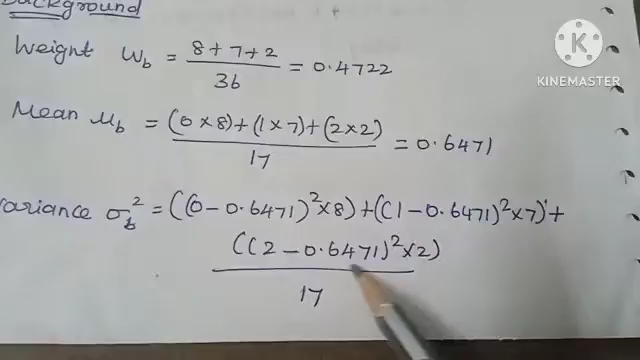 Background
Weight W_b = (8+7+2)/36 = 0.4722
Mean μ_b = ((0×8)+(1×7)+(2×2))/17 = 0.6471
variance σ_b² = ((0-0.6471)²×8)+((1-0.6471)²×7)+
((2-0.6471)²×2)
17
KINEMASTER